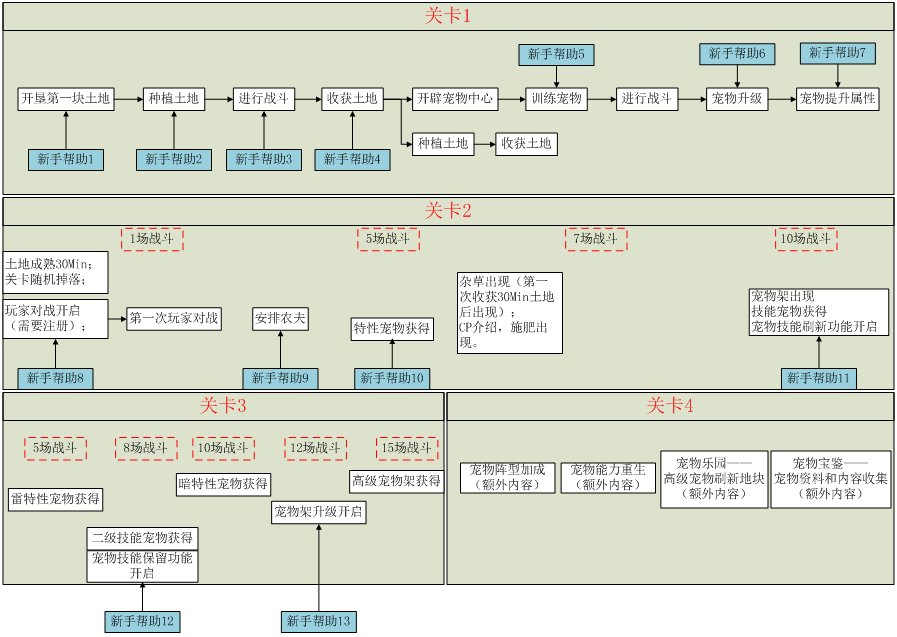 关卡1
新手帮助5
新手帮助6
新手帮助7
开垦第一块土地
种植土地
进行战斗
收获土地
开辟宠物中心
训练宠物
进行战斗
宠物升级
宠物提升属性
种植土地
收获土地
新手帮助1
新手帮助2
新手帮助3
新手帮助4
关卡2
1场战斗
5场战斗
7场战斗
10场战斗
土地成熟30Min；
关卡随机掉落；
玩家对战开启
（需要注册）；
第一次玩家对战
安排农夫
特性宠物获得
杂草出现（第一
次收获30Min土地
后出现）；
CP介绍，施肥出
现。
宠物架出现
技能宠物获得
宠物技能刷新功能开启
新手帮助8
新手帮助9
新手帮助10
新手帮助11
关卡3
5场战斗
8场战斗
10场战斗
12场战斗
15场战斗
雷特性宠物获得
暗特性宠物获得
高级宠物架获得
宠物架升级开启
二级技能宠物获得
宠物技能保留功能
开启
新手帮助12
新手帮助13
关卡4
宠物阵型加成
（额外内容）
宠物能力重生
（额外内容）
宠物乐园——
高级宠物刷新地块
（额外内容）
宠物宝鉴——
宠物资料和内容收集
（额外内容）